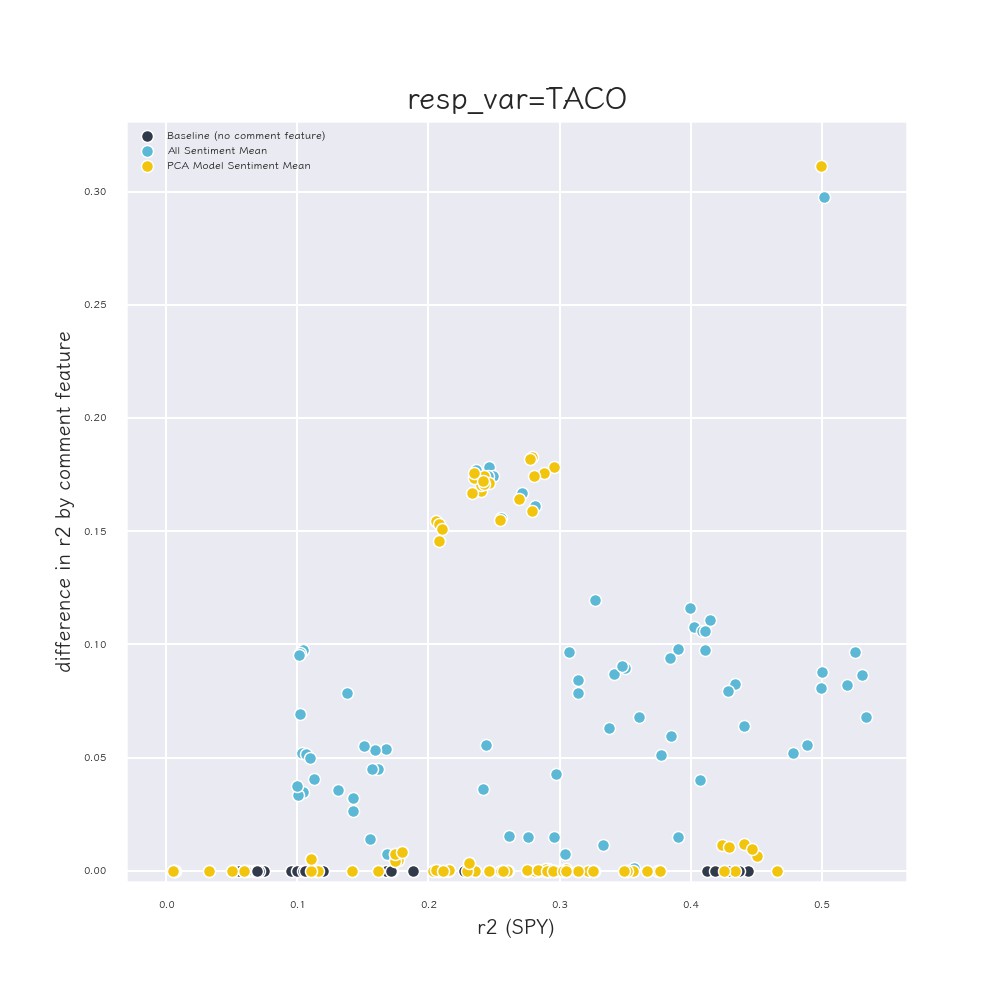 resp_var=TACO
Baseline (no comment feature)
All Sentiment Mean
PCA Model Sentiment Mean
difference in r2 by comment feature
0.30
0.25
0.20
0.15
0.10
0.05
0.00
0.0
0.1
0.2
0.3
0.4
0.5
r2 (SPY)